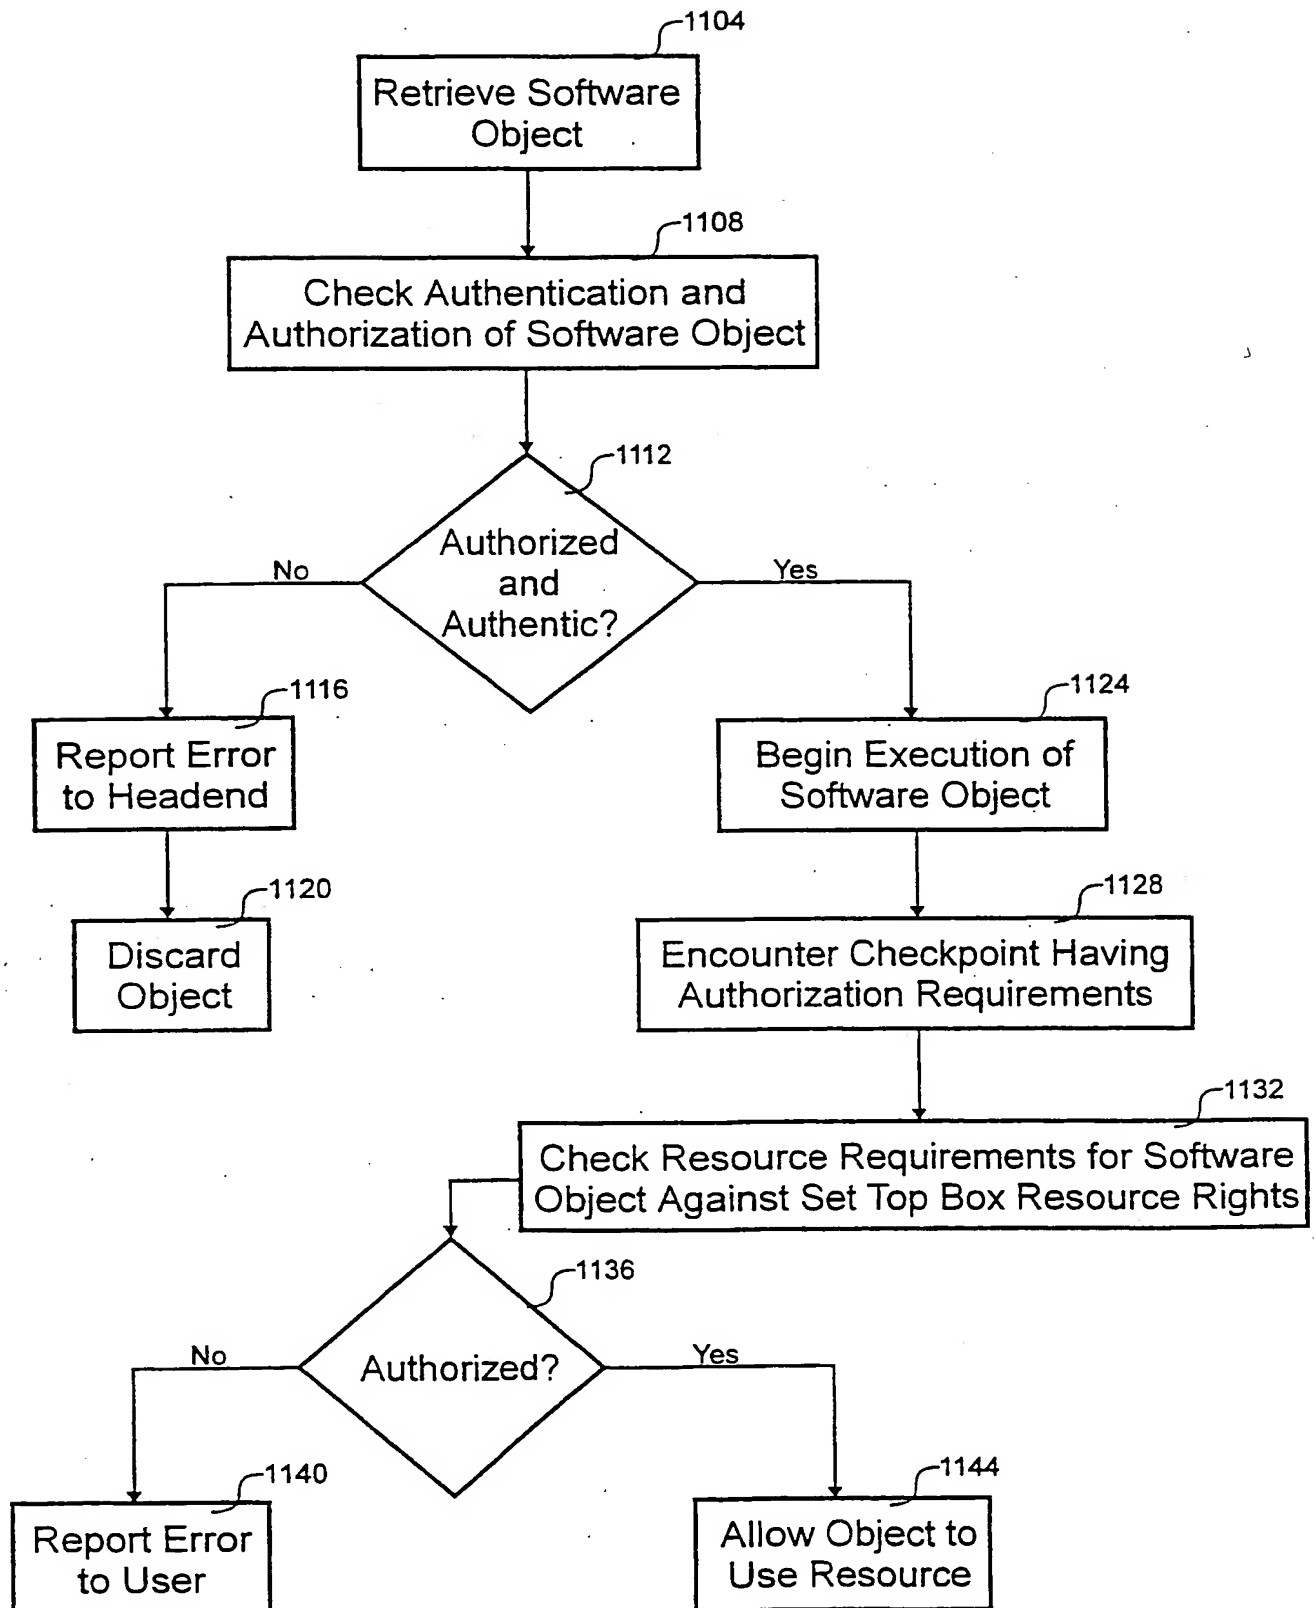 1104
Retrieve Software
Object
1108
Check Authentication and
Authorization of Software Object
1112
Authorized
and
Authentic?
No
Yes
1116
Report Error
to Headend
1124
Begin Execution of
Software Object
1120
Discard
Object
1128
Encounter Checkpoint Having
Authorization Requirements
1132
Check Resource Requirements for Software
Object Against Set Top Box Resource Rights
1136
Authorized?
No
Yes
1140
Report Error
to User
1144
Allow Object to
Use Resource